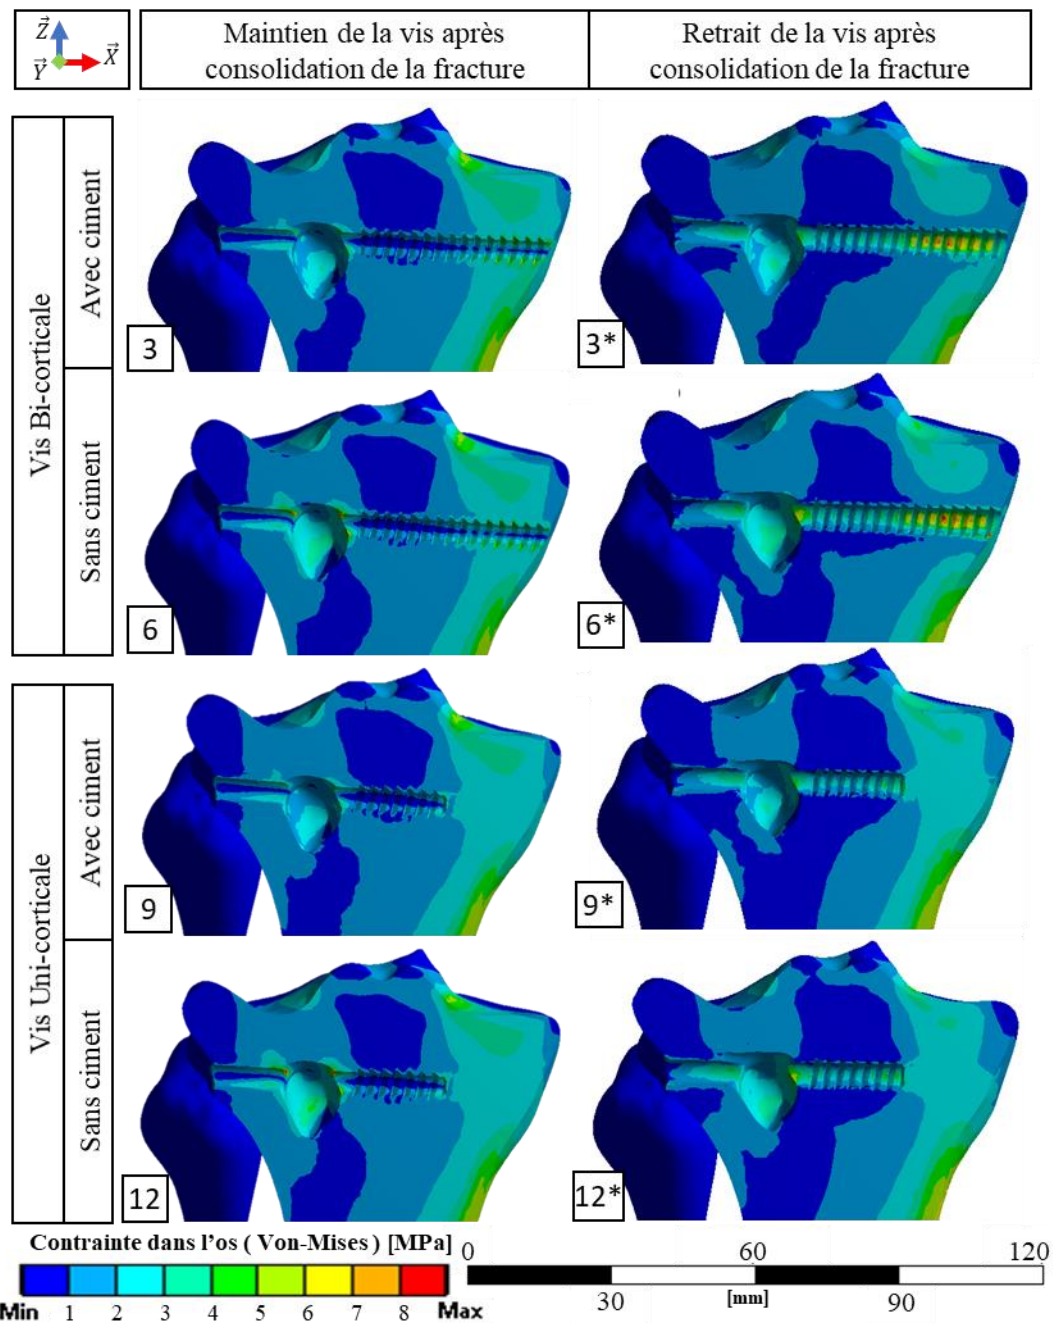 Z
Y X
Maintien de la vis après
consolidation de la fracture
Retrait de la vis après
consolidation de la fracture
Vis Bi-corticale
Avec ciment
3
3*
Sans ciment
6
6*
Vis Uni-corticale
Avec ciment
9
9*
Sans ciment
12
12*
Contrainte dans l'os ( Von-Mises ) [MPa]
Min 1 2 3 4 5 6 7 8 Max
0 60 120
30 [mm] 90